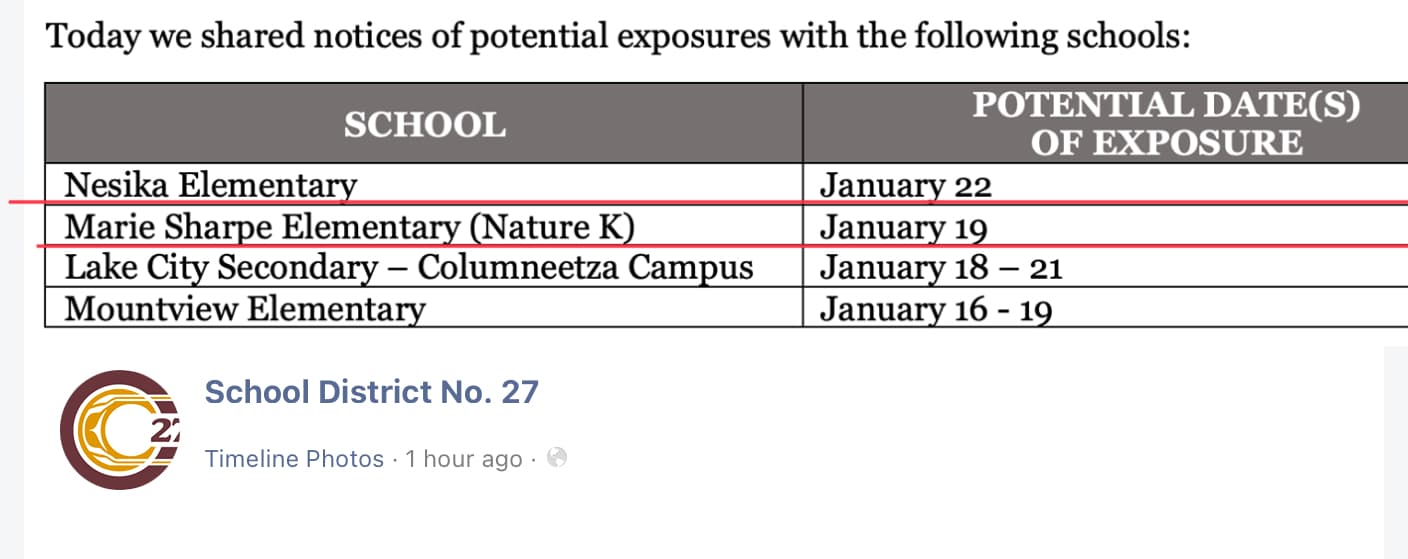 Today we shared notices of potential exposures with the following schools:
SCHOOL
POTENTIAL DATE(S)
OF EXPOSURE
Nesika Elementary
January 22
Marie Sharpe Elementary (Nature K)
January 19
Lake City Secondary – Columneetza Campus
January 18 – 21
Mountview Elementary
January 16 - 19
27
School District No. 27
Timeline Photos · 1 hour ago ·